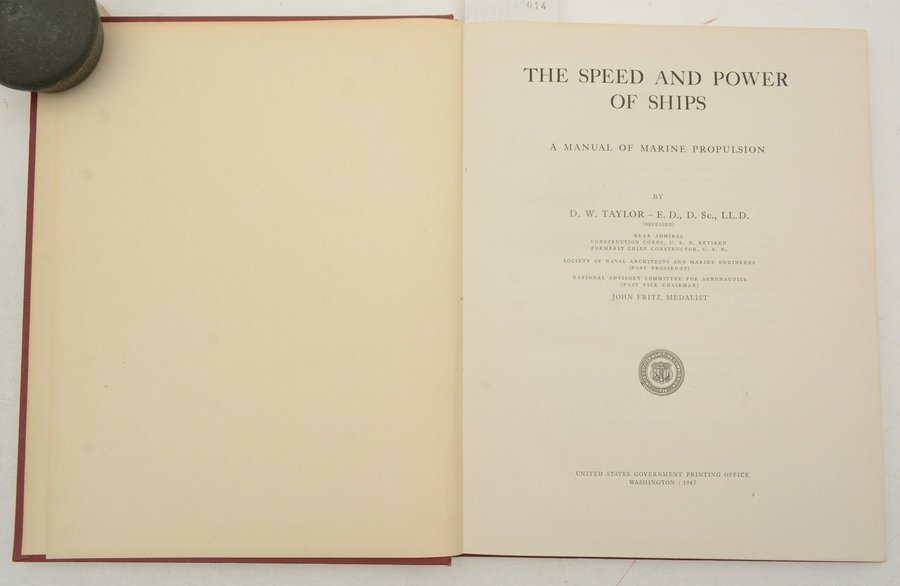 014
THE SPEED AND POWER
OF SHIPS
A MANUAL OF MARINE PROPULSION
BY
D. W. TAYLOR – E. D., D. Sc., LL.D.
(DECEASED)
REAR ADMIRAL
CONSTRUCTION CORPS, U. S. N. RETIRED
FORMERLY CHIEF CONSTRUCTOR, U. S. N.
SOCIETY OF NAVAL ARCHITECTS AND MARINE ENGINEERS
(PAST PRESIDENT)
NATIONAL ADVISORY COMMITTEE FOR AERONAUTICS
(PAST VICE CHAIRMAN)
JOHN FRITZ, MEDALIST
UNITED STATES GOVERNMENT PRINTING OFFICE
WASHINGTON : 1943